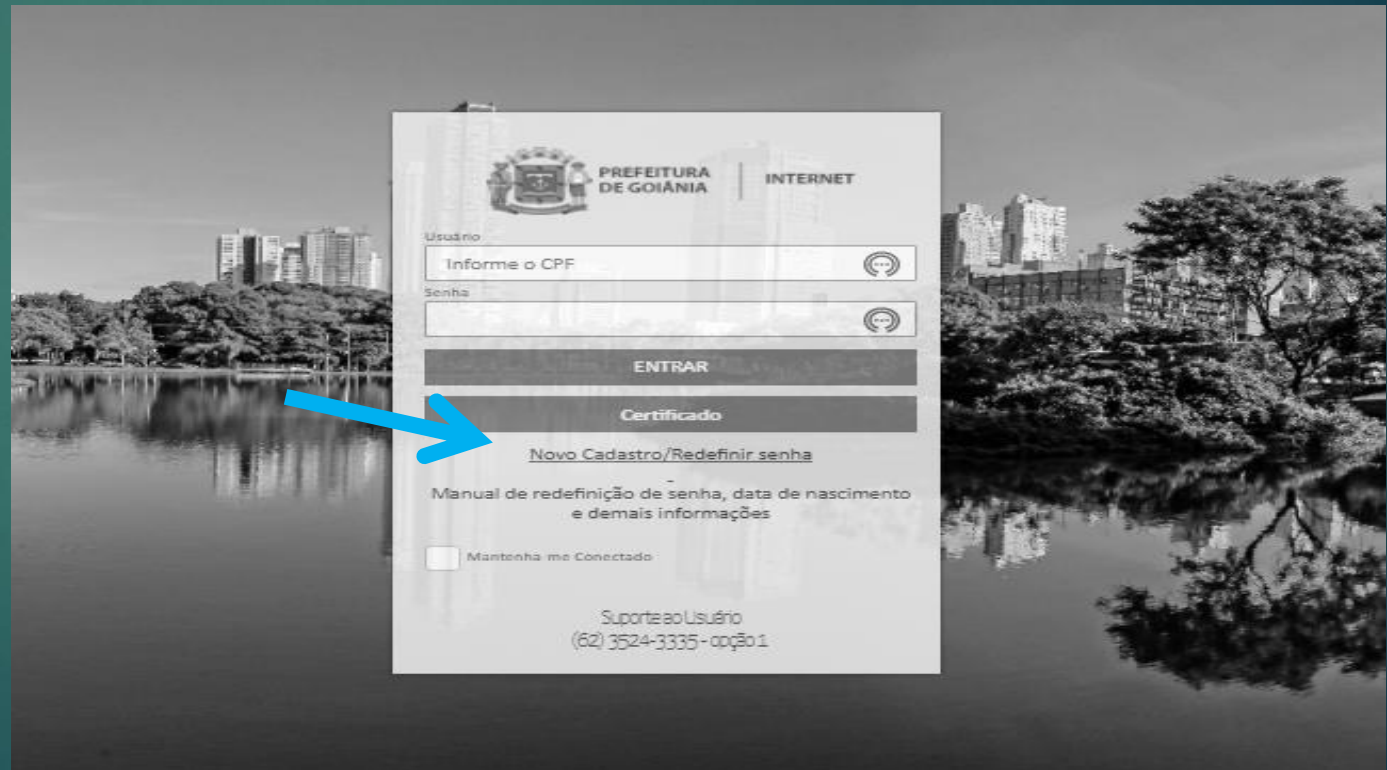 PREFEITURA
DE GOIÂNIA
INTERNET
Usuário
Informe o CPF
Senha
ENTRAR
Certificado
Novo Cadastro/Redefinir senha
-
Manual de redefinição de senha, data de nascimento
e demais informações
Mantenha-me Conectado
Suporte ao Usuário
(62) 3524-3335 - opção 1